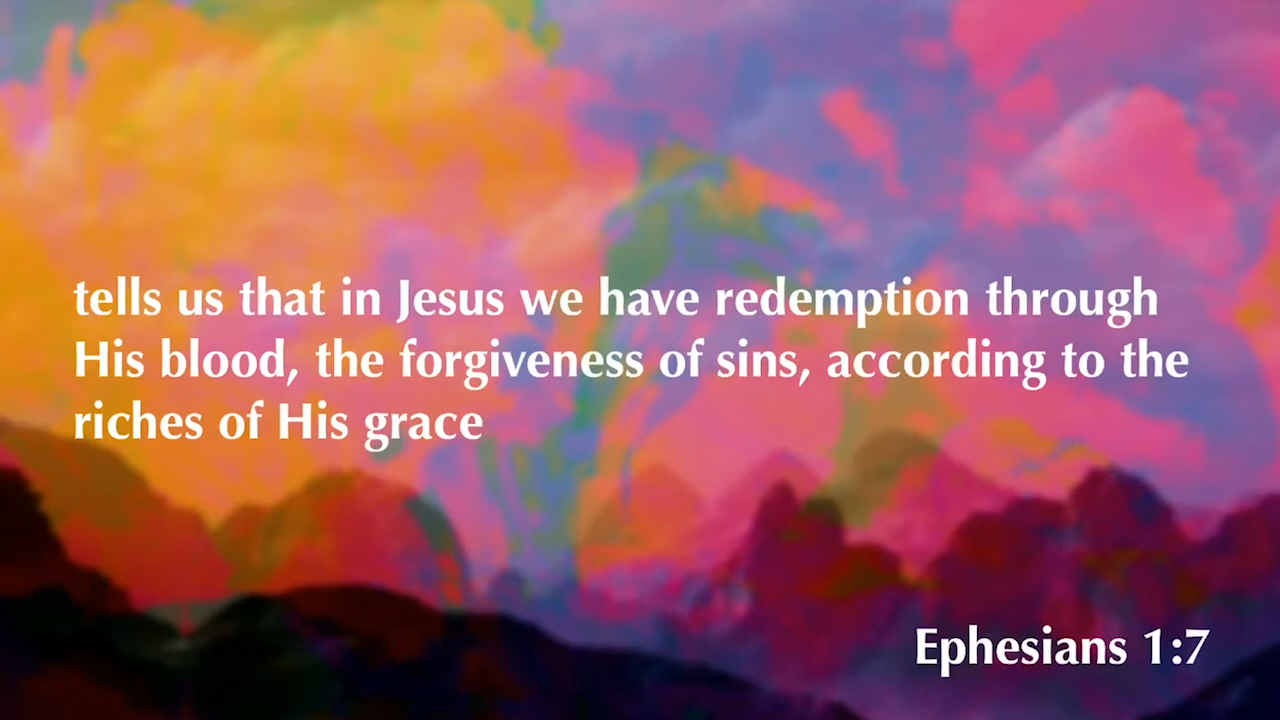 tells us that in Jesus we have redemption through
His blood, the forgiveness of sins, according to the
riches of His grace
Ephesians 1:7